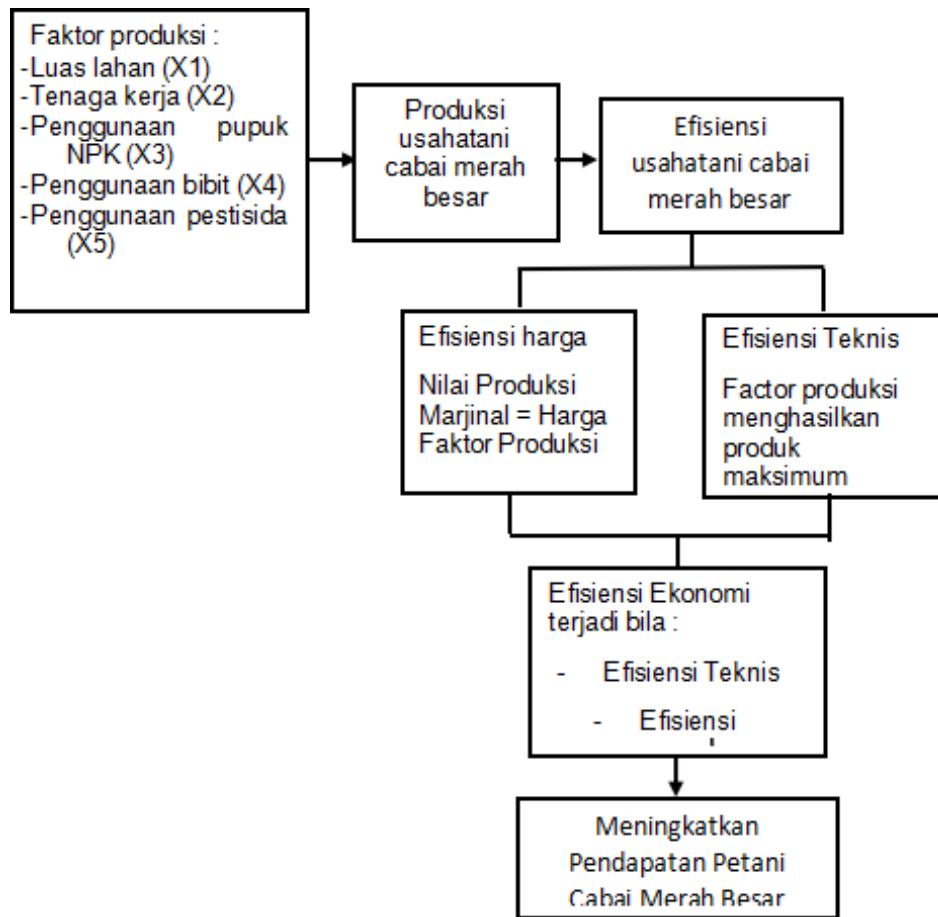 Faktor produksi :
-Luas lahan (X1)
-Tenaga kerja (X2)
-Penggunaan pupuk
NPK (X3)
-Penggunaan bibit (X4)
-Penggunaan pestisida
(X5)
Produksi
usahatani
cabai merah
besar
Efisiensi
usahatani cabai
merah besar
Efisiensi harga
Nilai Produksi
Marjinal = Harga
Faktor Produksi
Efisiensi Teknis
Factor produksi
menghasilkan
produk
maksimum
Efisiensi Ekonomi
terjadi bila :
- Efisiensi Teknis
- Efisiensi
Meningkatkan
Pendapatan Petani
Cabai Merah Besar